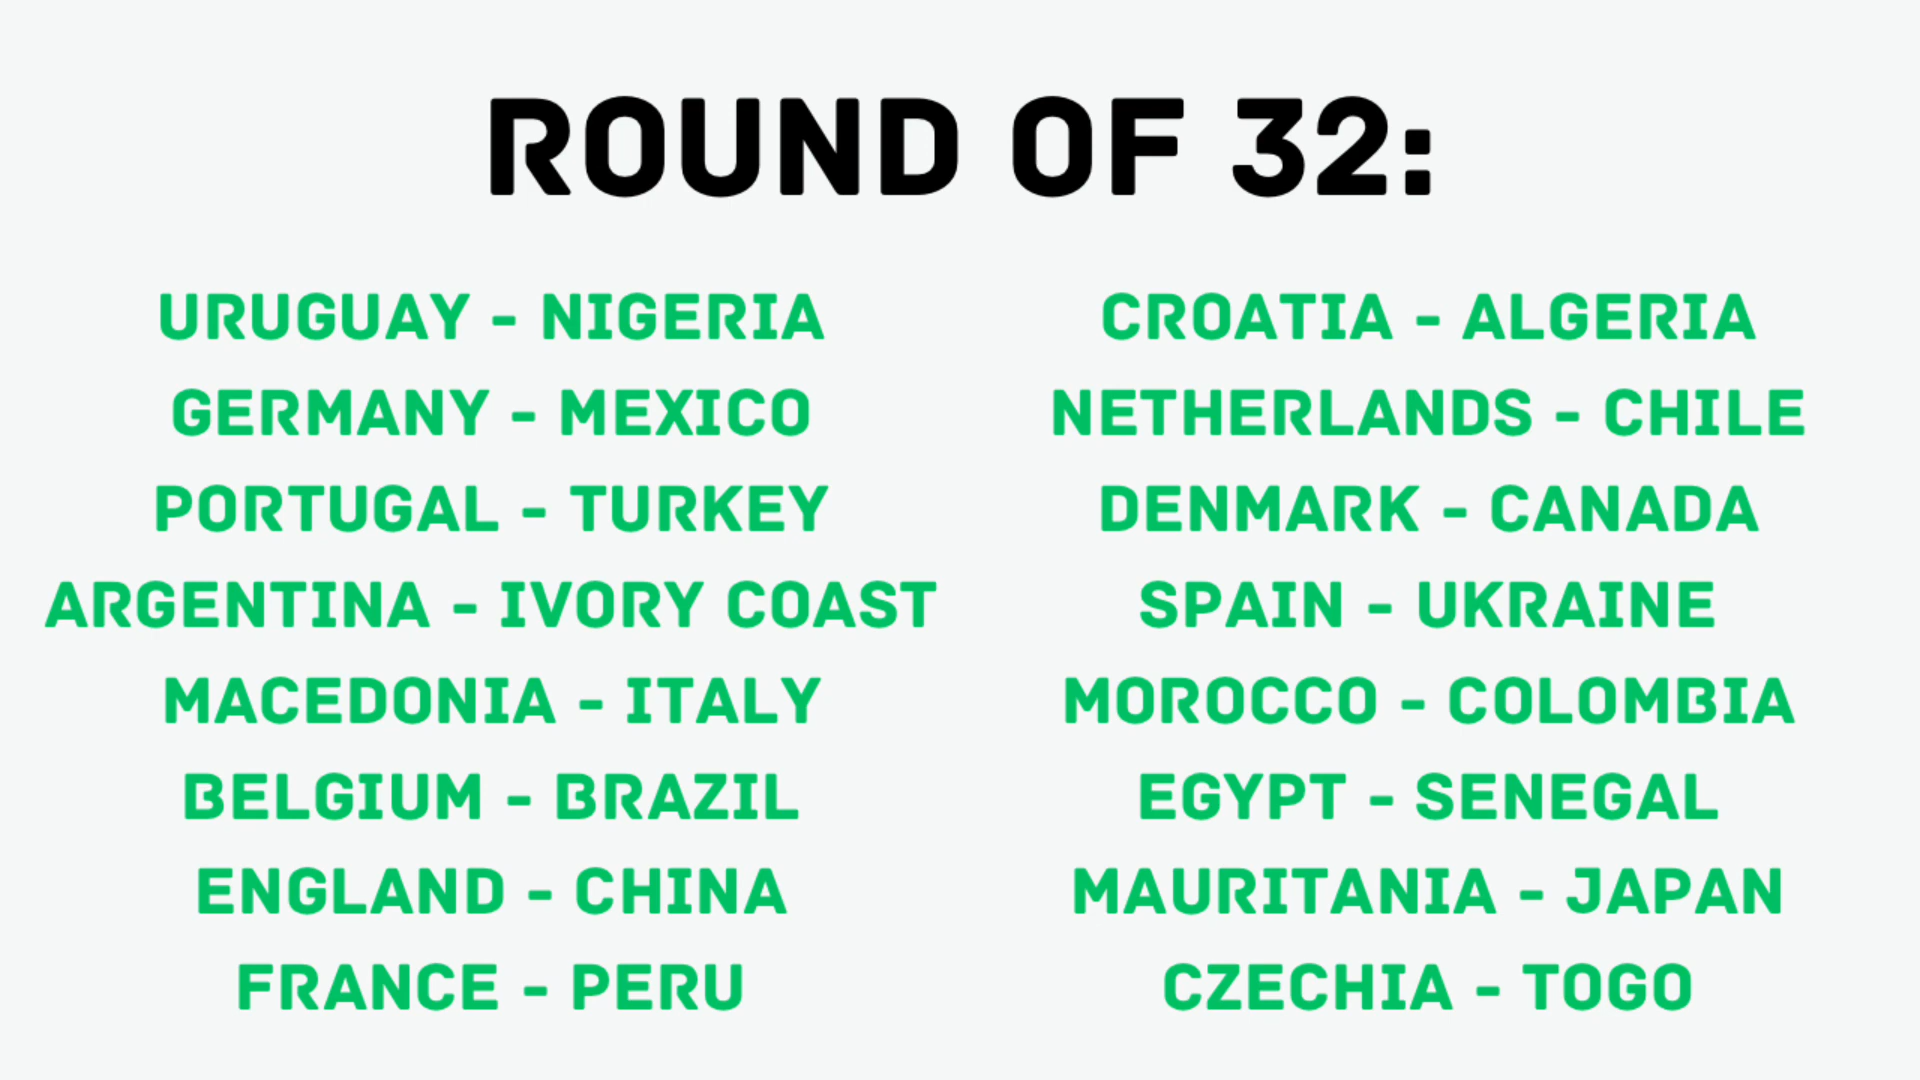 ROUND OF 32:
URUGUAY - NIGERIA
GERMANY - MEXICO
PORTUGAL - TURKEY
ARGENTINA - IVORY COAST
MACEDONIA - ITALY
BELGIUM - BRAZIL
ENGLAND - CHINA
FRANCE - PERU
CROATIA - ALGERIA
NETHERLANDS - CHILE
DENMARK - CANADA
SPAIN - UKRAINE
MOROCCO - COLOMBIA
EGYPT - SENEGAL
MAURITANIA - JAPAN
CZECHIA - TOGO